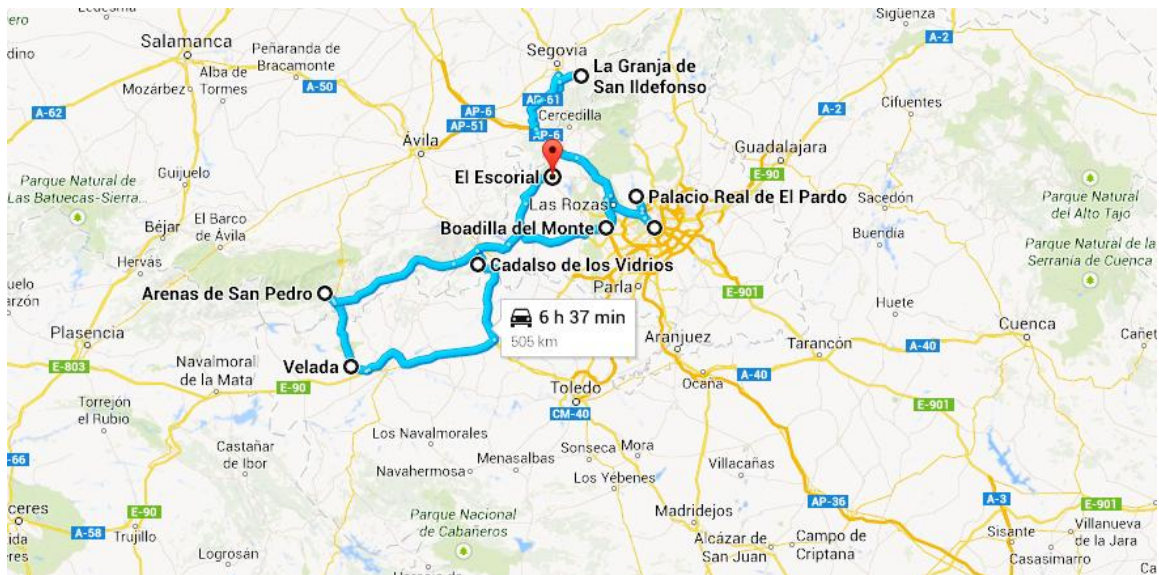 Ledesma
Sigüenza
Salamanca
Peñaranda de
Bracamonte
Segovia
A-2
La Granja de
San Ildefonso
Mozárbez
Alba de
Tormes
A-50
A-62
AP-6
AP-61
A-2
Cifuentes
AP-51
AP-6
Cercedilla
Ávila
Guadalajara
E-90
Guijuelo
Parque Natural de
Las Batuecas-Sierra...
El Escorial
Palacio Real de El Pardo
Sacedón
Parque Natural
del Alto Tajo
Las Rozas
El Barco
de Ávila
Béjar
Boadilla del Monte
Buendía
Parque Natural de la
Serranía de Cuenca
Hervás
Cadalso de los Vidrios
Arenas de San Pedro
Parla
E-901
Huete
6 h 37 min
505 km
Plasencia
Aranjuez
Cuenca
Tarancón
A-40
Navalmoral
de la Mata
Velada
E-803
E-90
Ocaña
A-40
Toledo
CM-40
E-901
Torrejón
el Rubio
Los Navalmorales
Castañar
de Ibor
Sonseca
Mora
Menasalbas
Navahermosa
Villacañas
Los Yébenes
AP-36
A-3
E-901
E-90
Parque Nacional
de Cabañeros
Madridejos
A-58
Trujillo
Alcázar de
San Juan
Campo de
Criptana
Sisante
Villanueva
de la Jara
Casasimarro
Logrosán